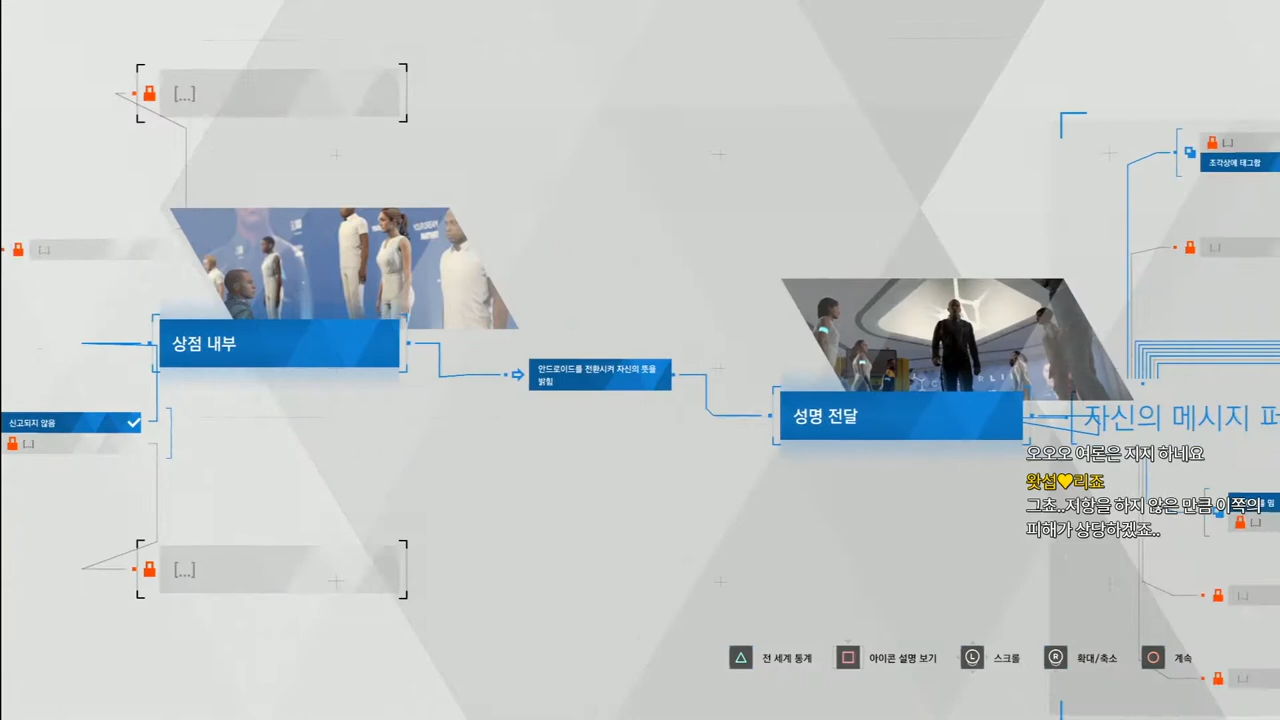 [...]
[...]
조각상에 태그함
[...]
[...]
상점 내부
안드로이드를 전환시켜 자신의 뜻을
밝힘
신고되지 않음
[...]
성명 전달
자신의 메시지 퍼
오오오 여론은 지지 하네요
왓섭💛리죠
그쵸..저항을 하지 않은 만큼 이쪽의
피해가 상당하겠죠..
[...]
[...]
[...]
전 세계 통계
아이콘 설명 보기
L
스크롤
R
확대/축소
계속
[...]